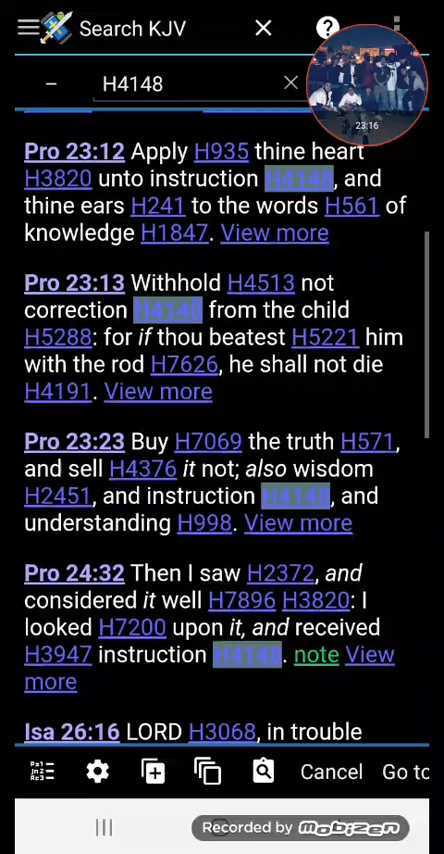 Search KJV
?
− H4148
23:16
Pro 23:12 Apply H935 thine heart
H3820 unto instruction H4148, and
thine ears H241 to the words H561 of
knowledge H1847. View more
Pro 23:13 Withhold H4513 not
correction H4148 from the child
H5288: for if thou beatest H5221 him
with the rod H7626, he shall not die
H4191. View more
Pro 23:23 Buy H7069 the truth H571,
and sell H4376 it not; also wisdom
H2451, and instruction H4148, and
understanding H998. View more
Pro 24:32 Then I saw H2372, and
considered it well H7896 H3820: I
looked H7200 upon it, and received
H3947 instruction H4148. note View
more
Isa 26:16 LORD H3068, in trouble
Cancel Go to
Recorded by Mobizen